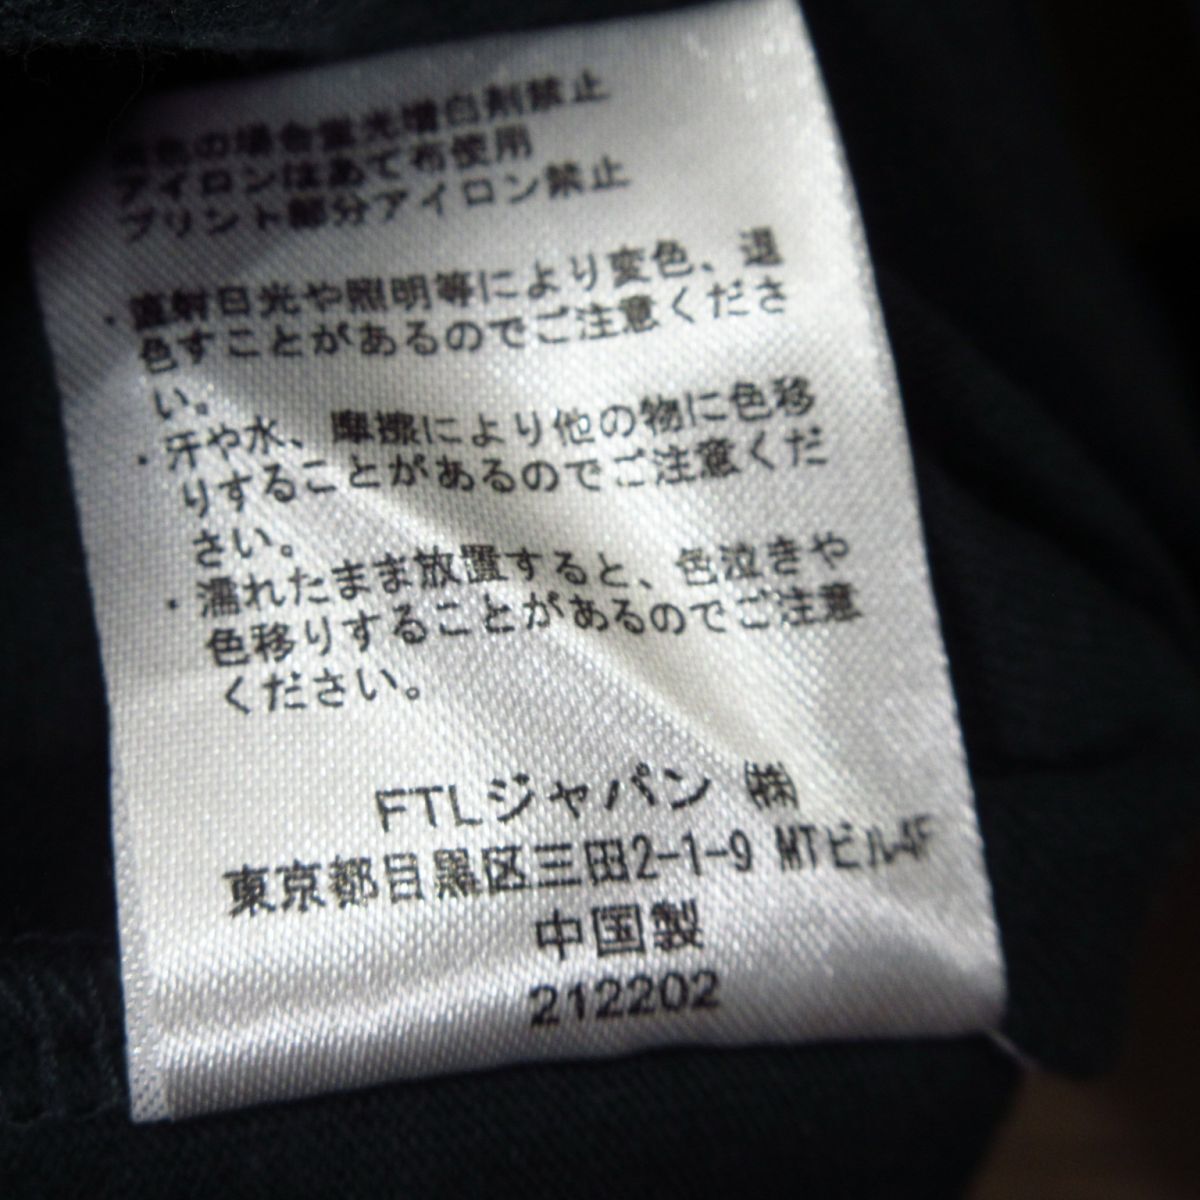 淡色の場合蛍光増白剤禁止
アイロンはあて布使用
プリント部分アイロン禁止
・直射日光や照明等により変色、退
色すことがあるのでご注意くださ
い。
・汗や水、摩擦により他の物に色移
りすることがあるのでご注意くだ
さい。
・濡れたまま放置すると、色泣きや
色移りすることがあるのでご注意
ください。
FTLジャパン ㈱
東京都目黒区三田2-1-9 MTビル4F
中国製
212202